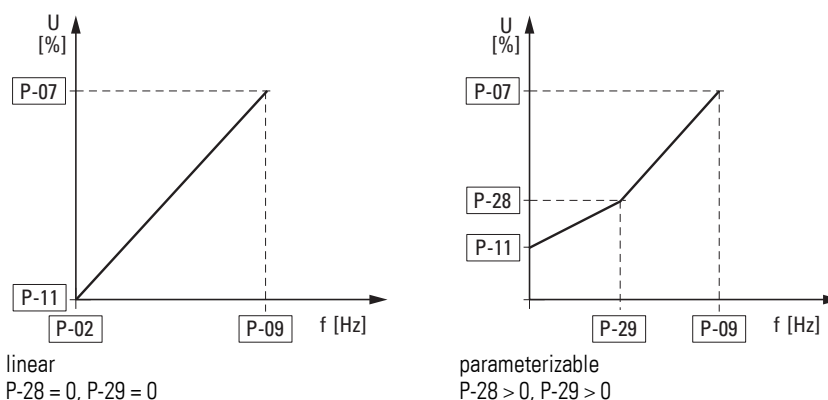 U
[%]
P-07
P-11
P-02
P-09
f [Hz]
linear
P-28 = 0, P-29 = 0
U
[%]
P-07
P-28
P-11
P-29
P-09
f [Hz]
parameterizable
P-28 > 0, P-29 > 0